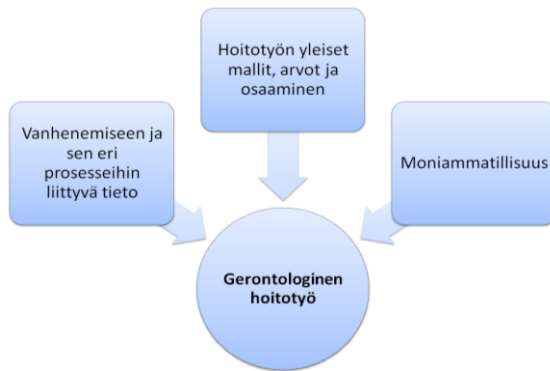 Hoitotyön yleiset
mallit, arvot ja
osaaminen
Vanhenemiseen ja
sen eri
prosesseihin
liittyvä tieto
Moniammatillisuus
Gerontologinen
hoitotyö